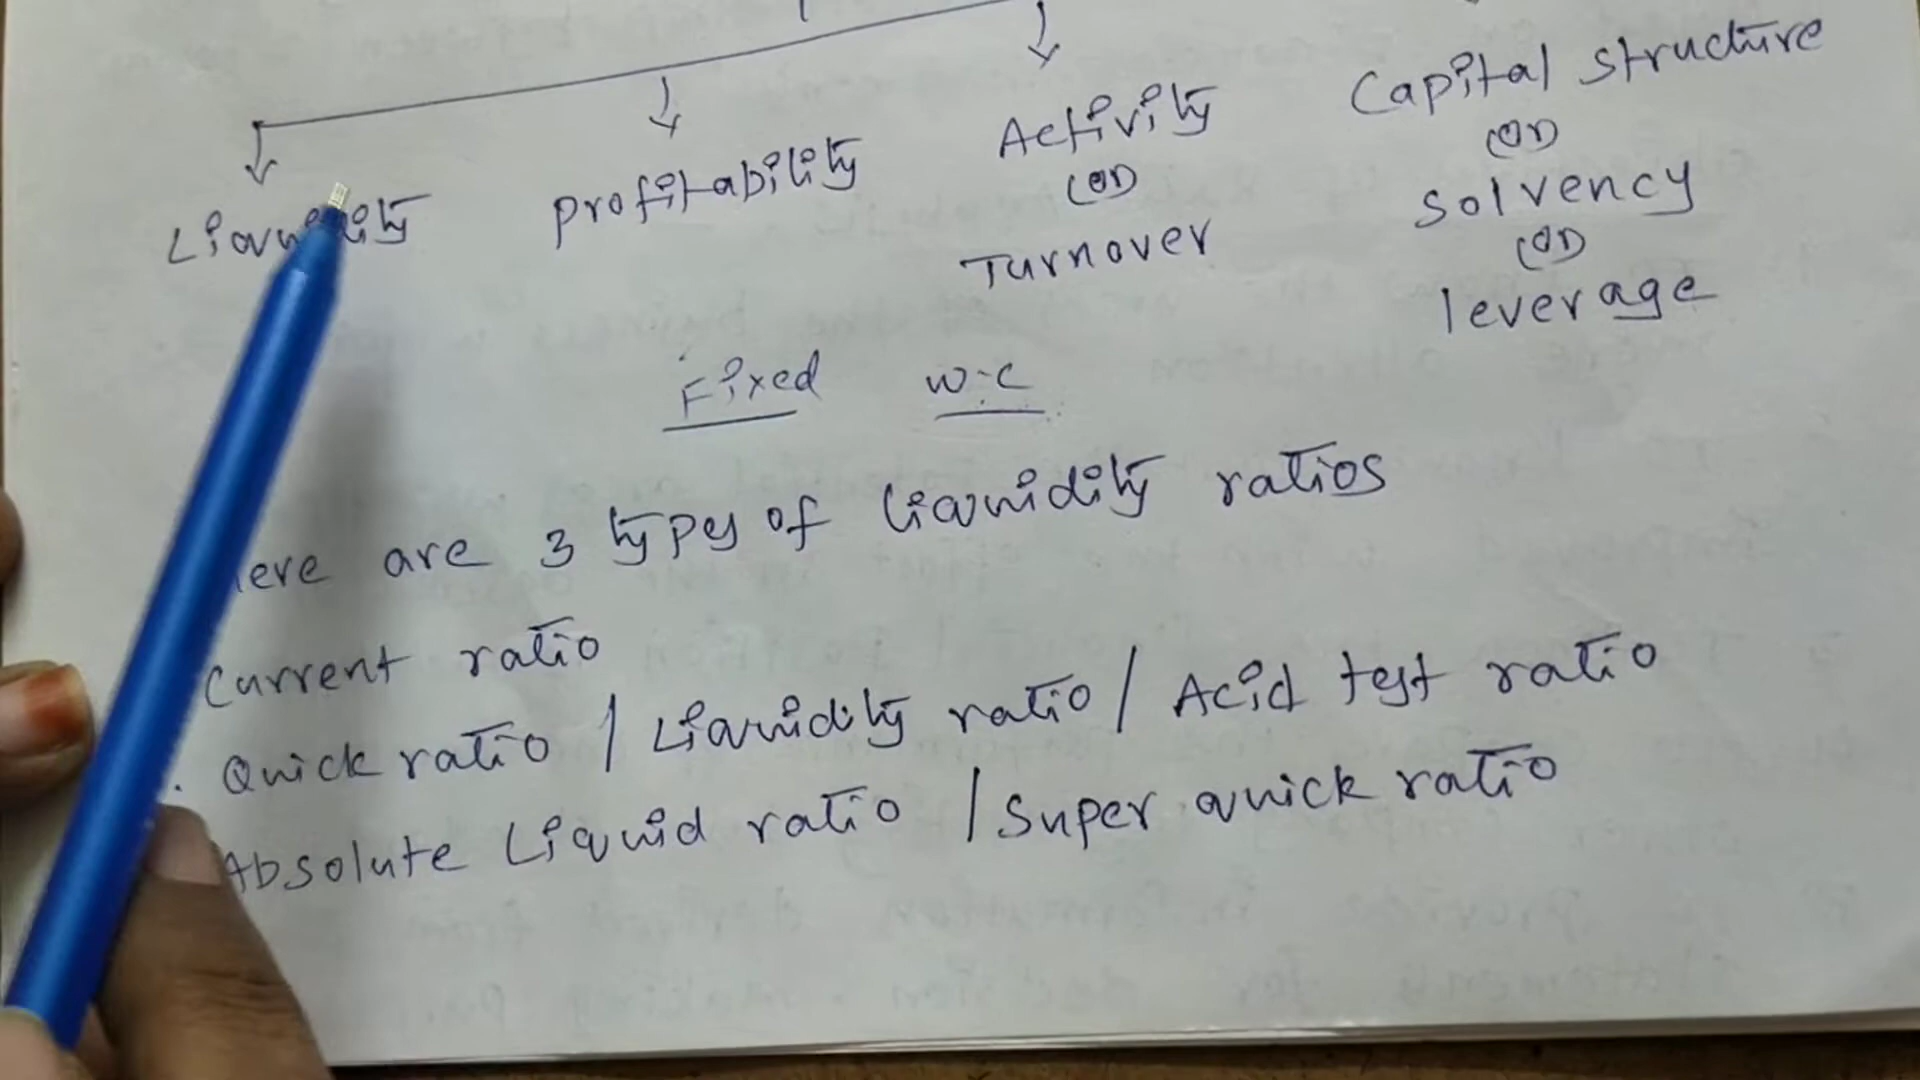 Liquidity profitability Activity Capital structure
(OR) (OR)
Turnover solvency
(OR)
leverage
Fixed W.C
here are 3 types of liquidity ratios
Current ratio
Quick ratio / Liquidity ratio / Acid test ratio
Absolute Liquid ratio / Super quick ratio